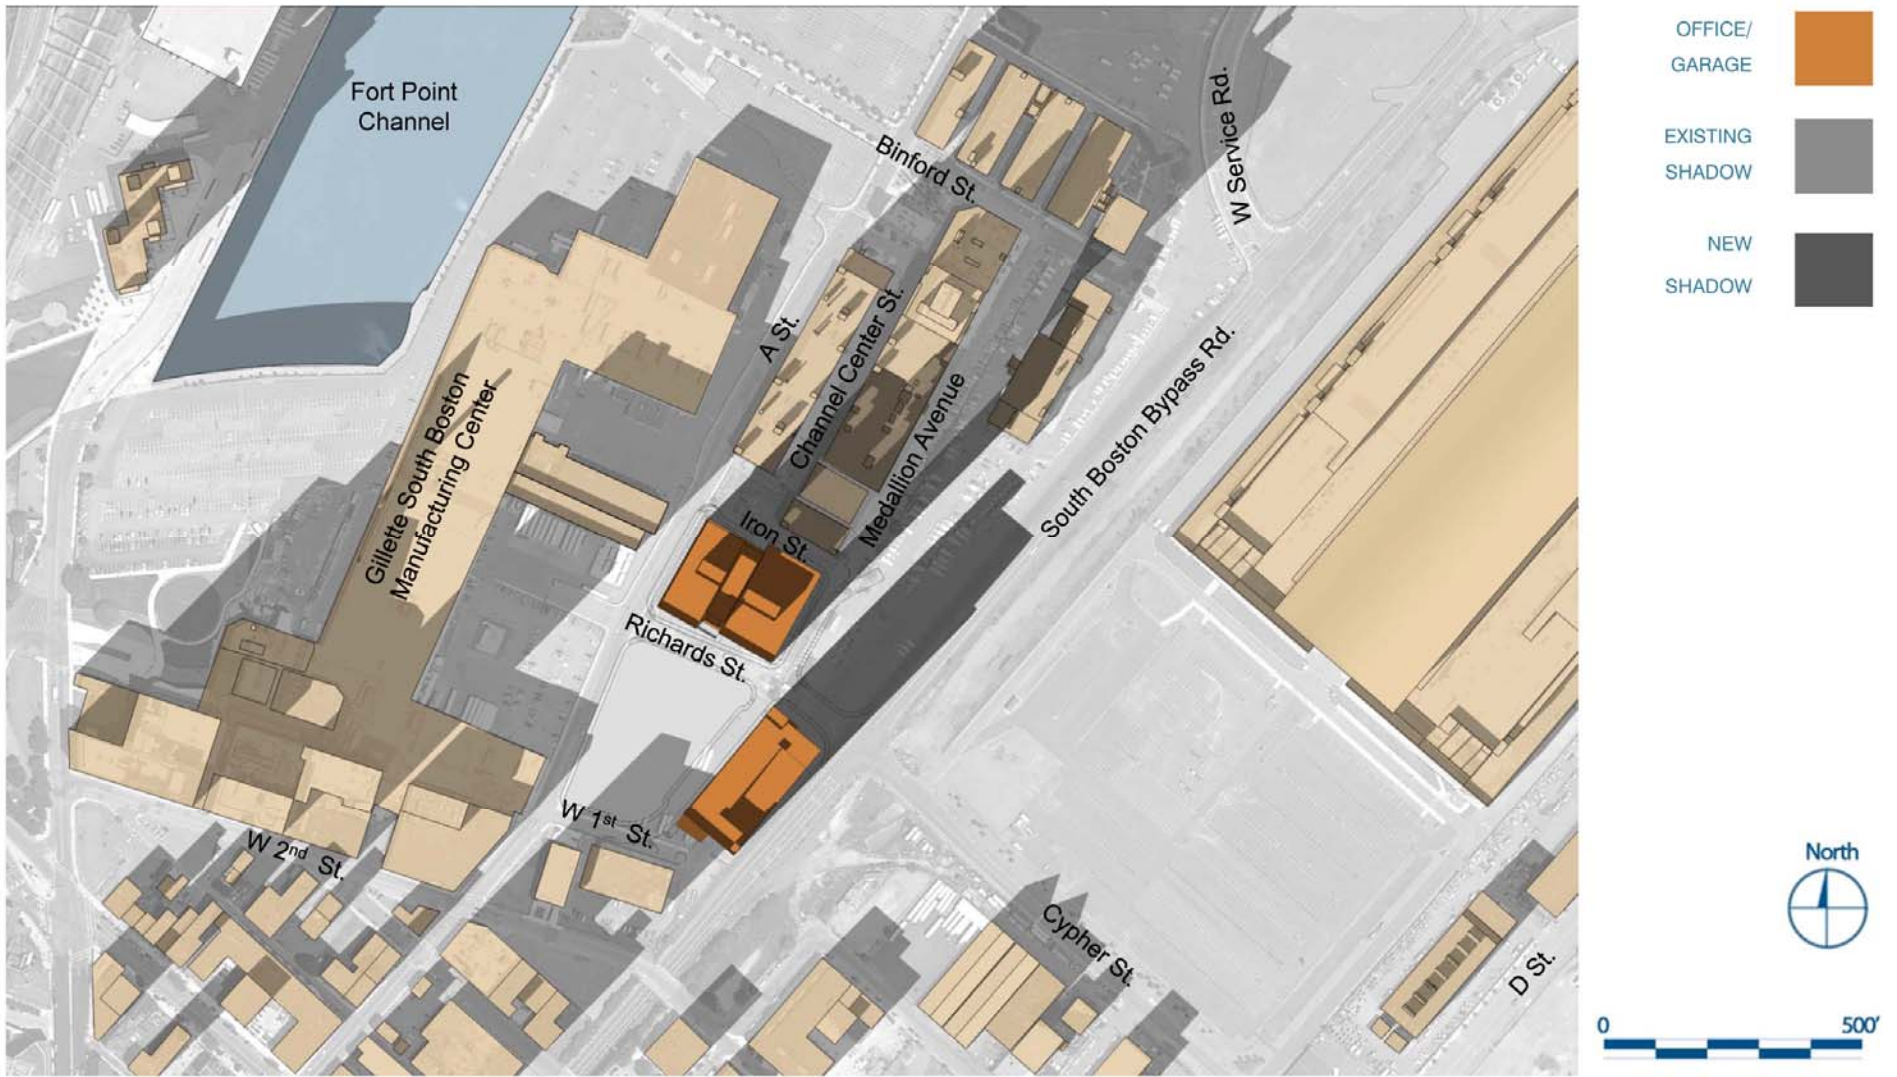 Fort Point
Channel
Binford St.
W Service Rd.
A St.
Channel Center St.
Medallion Avenue
South Boston Bypass Rd.
Gillette South Boston
Manufacturing Center
Iron St.
Richards St.
W 1st St.
W 2nd St.
Cypher St.
D St.
OFFICE/
GARAGE
EXISTING
SHADOW
NEW
SHADOW
North
0 500'